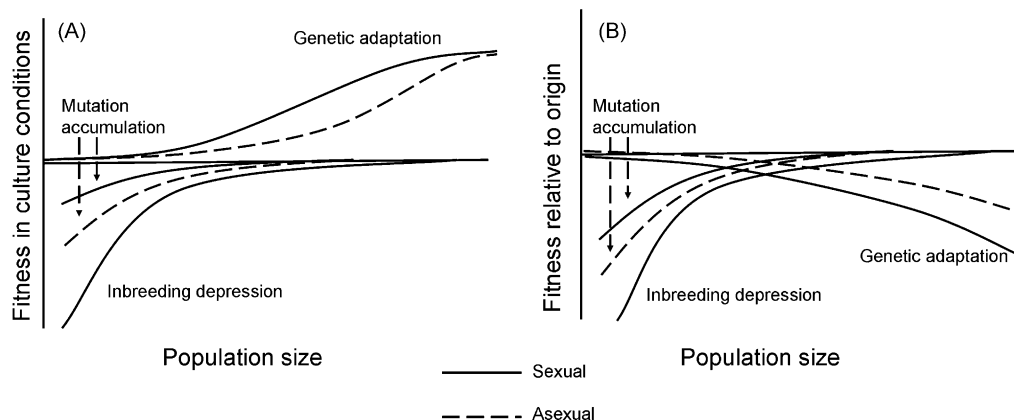 (A)
Fitness in culture conditions
Genetic adaptation
Mutation
accumulation
Inbreeding depression
Population size
(B)
Fitness relative to origin
Mutation
accumulation
Genetic adaptation
Inbreeding depression
Population size
Sexual
Asexual